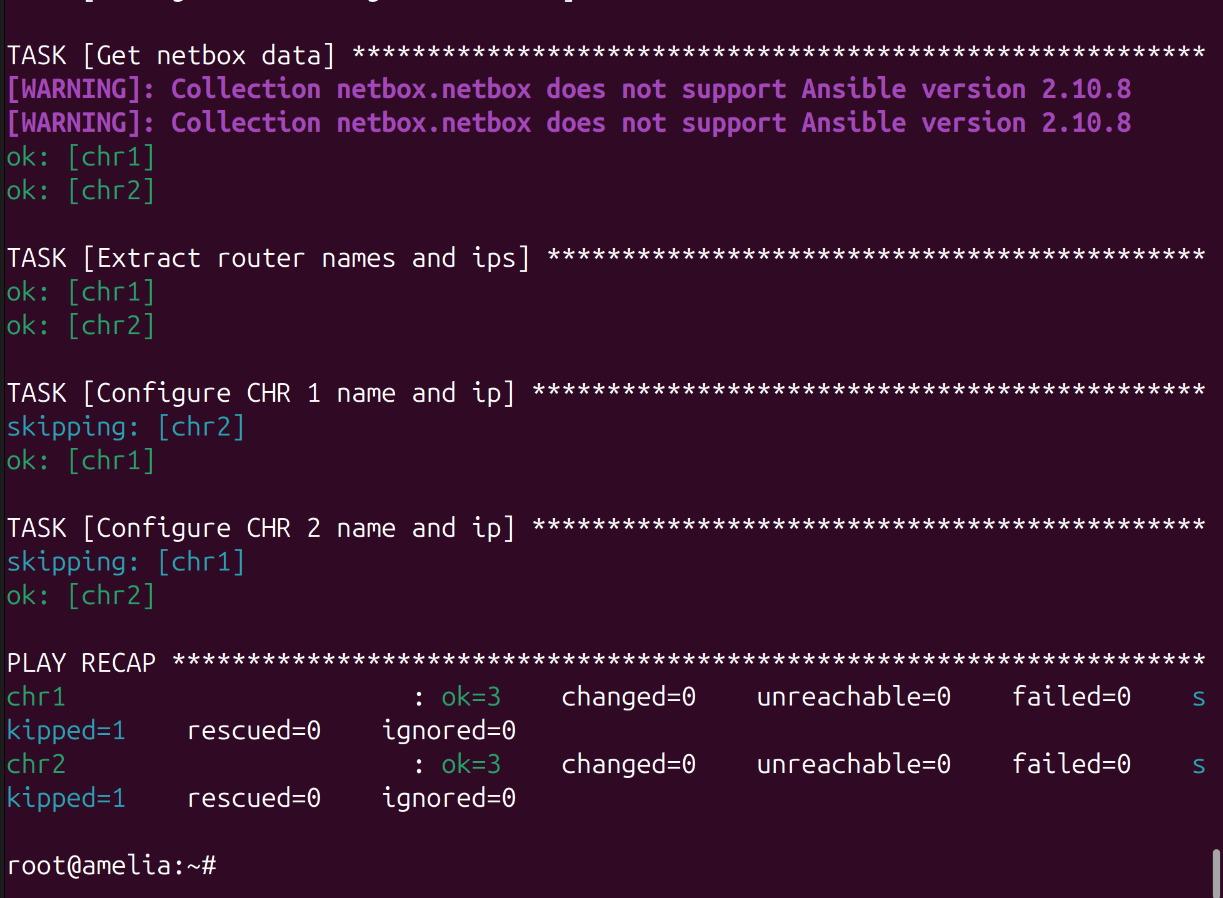 TASK [Get netbox data] *********************************************************
[WARNING]: Collection netbox.netbox does not support Ansible version 2.10.8
[WARNING]: Collection netbox.netbox does not support Ansible version 2.10.8
ok: [chr1]
ok: [chr2]
TASK [Extract router names and ips] ********************************************
ok: [chr1]
ok: [chr2]
TASK [Configure CHR 1 name and ip] *********************************************
skipping: [chr2]
ok: [chr1]
TASK [Configure CHR 2 name and ip] *********************************************
skipping: [chr1]
ok: [chr2]
PLAY RECAP *********************************************************************
chr1                       : ok=3    changed=0    unreachable=0    failed=0    s
kipped=1    rescued=0    ignored=0
chr2                       : ok=3    changed=0    unreachable=0    failed=0    s
kipped=1    rescued=0    ignored=0
root@amelia:~#